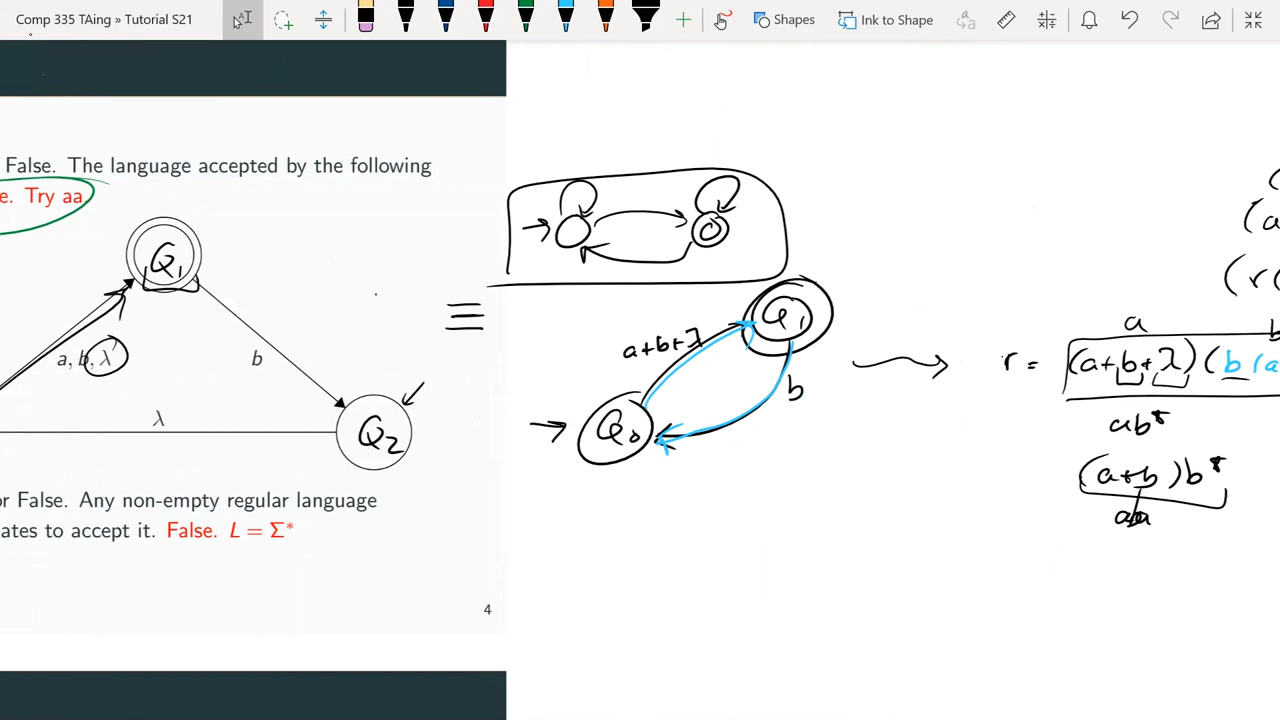 Comp 335 TAing » Tutorial S21
Shapes
Ink to Shape
False. The language accepted by the following
e. Try aa
Q1
a, b, λ
b
λ
Q2
or False. Any non-empty regular language
ates to accept it. False. L = Σ*
4
≡
Q1
a+b+λ
b
Q0
(a
(r(
a
b
r = (a+b+λ)(b(a
ab*
(a+b)b*